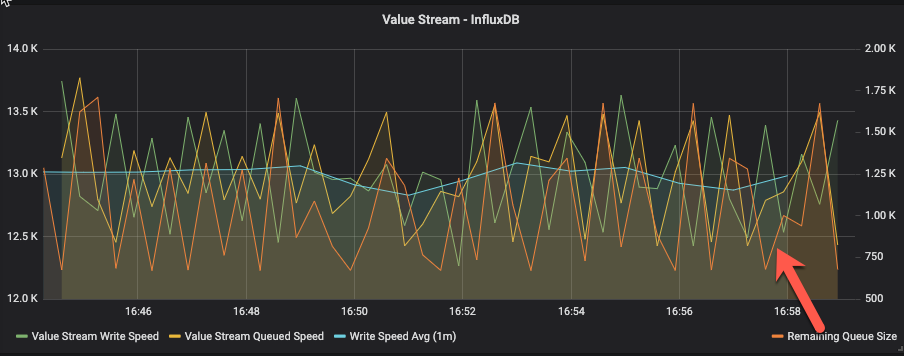 Value Stream - InfluxDB
14.0 K
13.5 K
13.0 K
12.5 K
12.0 K
2.00 K
1.75 K
1.50 K
1.25 K
1.00 K
750
500
16:46 16:48 16:50 16:52 16:54 16:56 16:58
Value Stream Write Speed Value Stream Queued Speed Write Speed Avg (1m) Remaining Queue Size